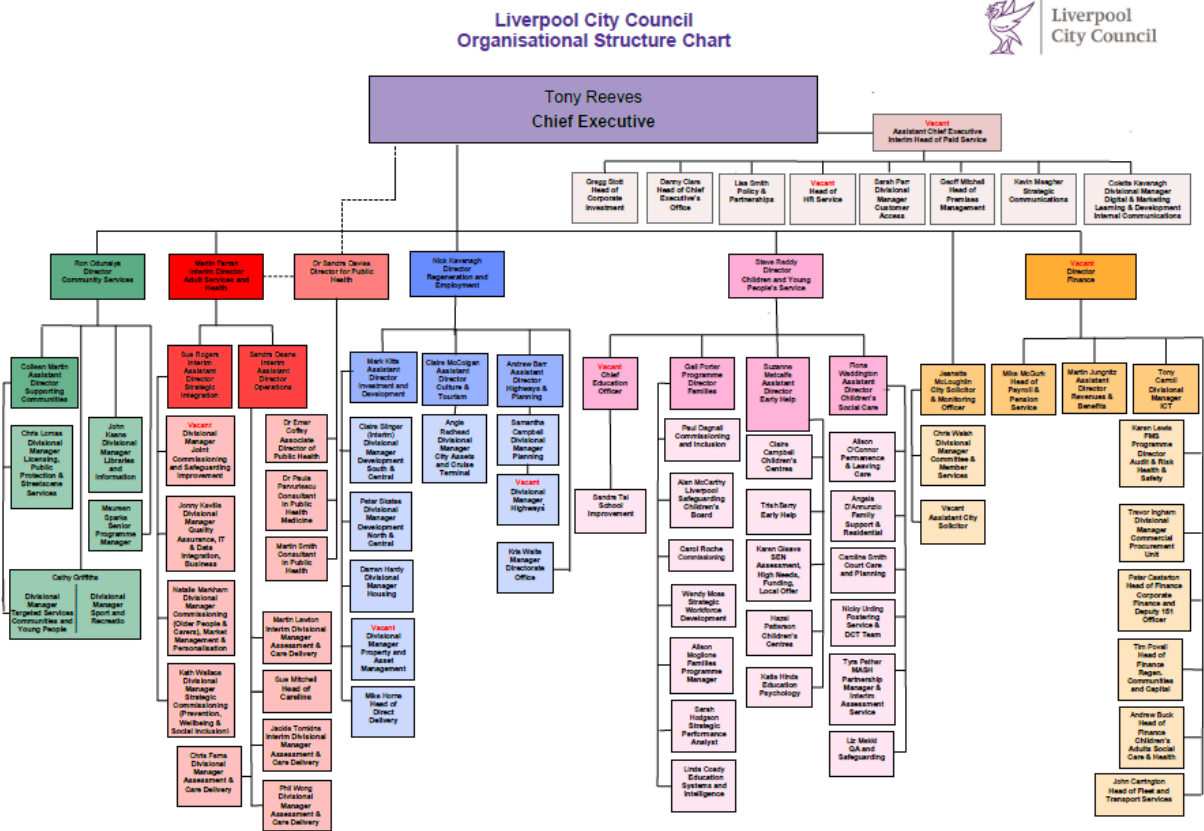 Liverpool City Council
Organisational Structure Chart
Liverpool
City Council
Tony Reeves
Chief Executive
Vacant
Assistant Chief Executive
Interim Head of Paid Service
Gregg Stott
Head of
Corporate
Investment
Danny Clare
Head of Chief
Executive's
Office
Lisa Smith
Policy &
Partnerships
Vacant
Head of
HR Service
Sarah Parr
Divisional
Manager
Customer
Access
Geoff Mitchell
Head of
Premises
Management
Kevin Meagher
Strategic
Communications
Colette Kavanagh
Divisional Manager
Digital & Marketing
Learning & Development
Internal Communications
Ron Odunaiya
Director
Community Services
Martin Farran
Interim Director
Adult Services and
Health
Dr Sandra Davies
Director for Public
Health
Nick Kavanagh
Director
Regeneration and
Employment
Steve Reddy
Director
Children and Young
People's Service
Vacant
Director
Finance
Colleen Martin
Assistant
Director
Supporting
Communities
Chris Lomas
Divisional
Manager
Licensing,
Public
Protection &
Streetscene
Services
John
Keane
Divisional
Manager
Libraries
and
Information
Maureen
Sparks
Senior
Programme
Manager
Cathy Griffiths
Divisional
Manager
Targeted Services
Communities and
Young People
Divisional
Manager
Sport and
Recreatio
Sue Rogers
Interim
Assistant
Director
Strategic
Integration
Vacant
Divisional
Manager
Joint
Commissioning
and Safeguarding
Improvement
Jonny Keville
Divisional
Manager
Quality
Assurance, IT
& Data
Integration,
Business
Natalie Markham
Divisional
Manager
Commissioning
(Older People &
Carers), Market
Management &
Personalisation
Kath Wallace
Divisional
Manager
Strategic
Commissioning
(Prevention,
Wellbeing &
Social Inclusion)
Chris Ferns
Divisional
Manager
Assessment &
Care Delivery
Sandra Deane
Interim
Assistant
Director
Operations
Dr Emer
Coffey
Associate
Director of
Public Health
Dr Paula
Consultant
in Public
Health
Medicine
Martin Smith
Consultant
in Public
Health
Martin Lawton
Interim Divisional
Manager
Assessment &
Care Delivery
Sue Mitchell
Head of
Careline
Jackie Tomkins
Interim Divisional
Manager
Assessment &
Care Delivery
Phil Wong
Divisional
Manager
Assessment &
Care Delivery
Mark Kitts
Assistant
Director
Investment and
Development
Claire Slinger
(Interim)
Divisional
Manager
Development
South &
Central
Peter Skates
Divisional
Manager
Development
North &
Central
Darren Hardy
Divisional
Manager
Housing
Vacant
Divisional
Manager
Property and
Asset
Management
Mike Horne
Head of
Direct
Delivery
Claire McColgan
Assistant
Director
Culture &
Tourism
Angie
Redhead
Divisional
Manager
City Assets
and Cruise
Terminal
Andrew Barr
Assistant
Director
Highways &
Planning
Samantha
Campbell
Divisional
Manager
Planning
Vacant
Divisional
Manager
Highways
Kris Waite
Manager
Directorate
Office
Vacant
Chief
Education
Officer
Sandra Tai
School
Improvement
Gail Porter
Programme
Director
Families
Paul Dagnall
Commissioning
and Inclusion
Alan McCarthy
Liverpool
Safeguarding
Children's
Board
Carol Roche
Commissioning
Wendy Moss
Strategic
Workforce
Development
Alison
Moglione
Families
Programme
Manager
Sarah
Hodgson
Strategic
Performance
Analyst
Linda Coady
Education
Systems and
Intelligence
Suzanne
Metcalfe
Assistant
Director
Early Help
Claire
Campbell
Children's
Centres
Trish Berry
Early Help
Karen Gleave
SEN
Assessment,
High Needs,
Funding,
Local Offer
Hazel
Patterson
Children's
Centres
Katie Hinds
Education
Psychology
Fiona
Waddington
Assistant
Director
Children's
Social Care
Alison
O'Connor
Permanence
& Leaving
Care
Angela
D'Annunzio
Family
Support &
Residential
Caroline Smith
Court Care
and Planning
Nicky Urding
Fostering
Service &
DCT Team
Tyra Pether
MASH
Partnership
Manager &
Interim
Assessment
Service
Liz Mekki
QA and
Safeguarding
Jeanette
McLoughlin
City Solicitor
& Monitoring
Officer
Chris Walsh
Divisional
Manager
Committee &
Member
Services
Vacant
Assistant City
Solicitor
Mike McGurk
Head of
Payroll &
Pension
Service
Martin Jungnitz
Assistant
Director
Revenues &
Benefits
Tony
Carroll
Divisional
Manager
ICT
Karen Lewis
FMS
Programme
Director
Audit & Risk
Health &
Safety
Trevor Ingham
Divisional
Manager
Commercial
Procurement
Unit
Peter Casterton
Head of Finance
Corporate
Finance and
Deputy 151
Officer
Tim Povall
Head of
Finance
Regen.
Communities
and Capital
Andrew Buck
Head of
Finance
Children's
Adults Social
Care & Health
John Carrington
Head of Fleet and
Transport Services